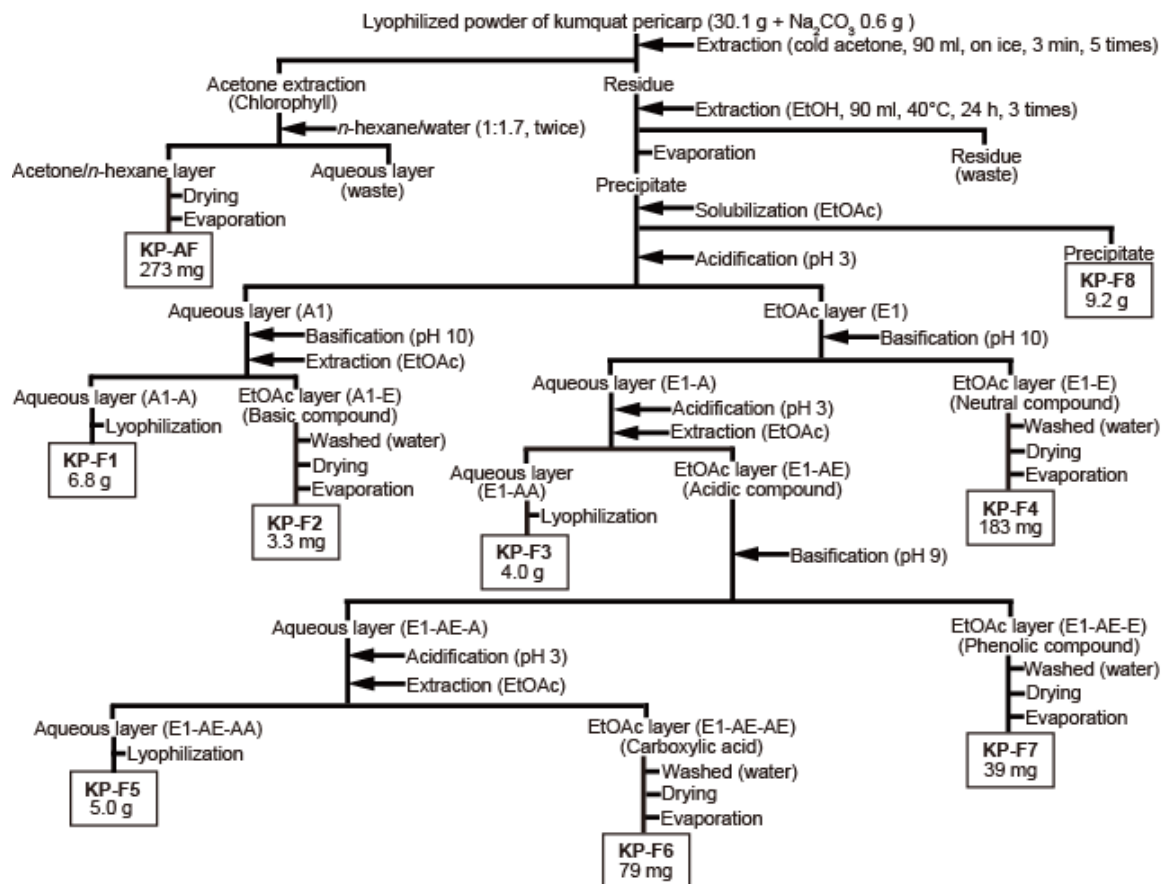 Lyophilized powder of kumquat pericarp (30.1 g + Na₂CO₃ 0.6 g )
Extraction (cold acetone, 90 ml, on ice, 3 min, 5 times)
Acetone extraction
(Chlorophyll)
Residue
Extraction (EtOH, 90 ml, 40°C, 24 h, 3 times)
n-hexane/water (1:1.7, twice)
Evaporation
Residue
(waste)
Acetone/n-hexane layer
Aqueous layer
(waste)
Precipitate
Drying
Evaporation
Solubilization (EtOAc)
KP-AF
273 mg
Acidification (pH 3)
Precipitate
KP-F8
9.2 g
Aqueous layer (A1)
EtOAc layer (E1)
Basification (pH 10)
Extraction (EtOAc)
Basification (pH 10)
Aqueous layer (A1-A)
EtOAc layer (A1-E)
(Basic compound)
Aqueous layer (E1-A)
EtOAc layer (E1-E)
(Neutral compound)
Lyophilization
Washed (water)
Drying
Evaporation
Acidification (pH 3)
Extraction (EtOAc)
Washed (water)
Drying
Evaporation
KP-F1
6.8 g
KP-F2
3.3 mg
Aqueous layer
(E1-AA)
EtOAc layer (E1-AE)
(Acidic compound)
Lyophilization
KP-F3
4.0 g
KP-F4
183 mg
Basification (pH 9)
Aqueous layer (E1-AE-A)
EtOAc layer (E1-AE-E)
(Phenolic compound)
Acidification (pH 3)
Extraction (EtOAc)
Washed (water)
Drying
Evaporation
Aqueous layer (E1-AE-AA)
EtOAc layer (E1-AE-AE)
(Carboxylic acid)
Lyophilization
Washed (water)
Drying
Evaporation
KP-F7
39 mg
KP-F5
5.0 g
KP-F6
79 mg